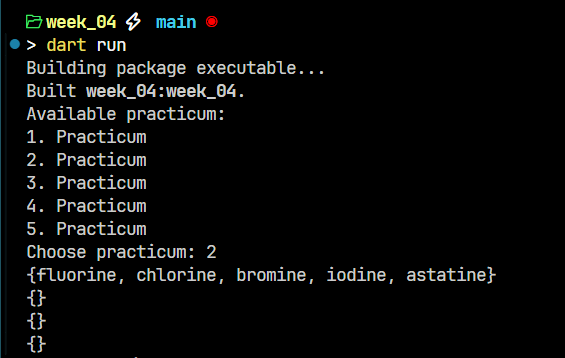 week_04 main
> dart run
Building package executable...
Built week_04:week_04.
Available practicum:
1. Practicum
2. Practicum
3. Practicum
4. Practicum
5. Practicum
Choose practicum: 2
{fluorine, chlorine, bromine, iodine, astatine}
{}
{}
{}